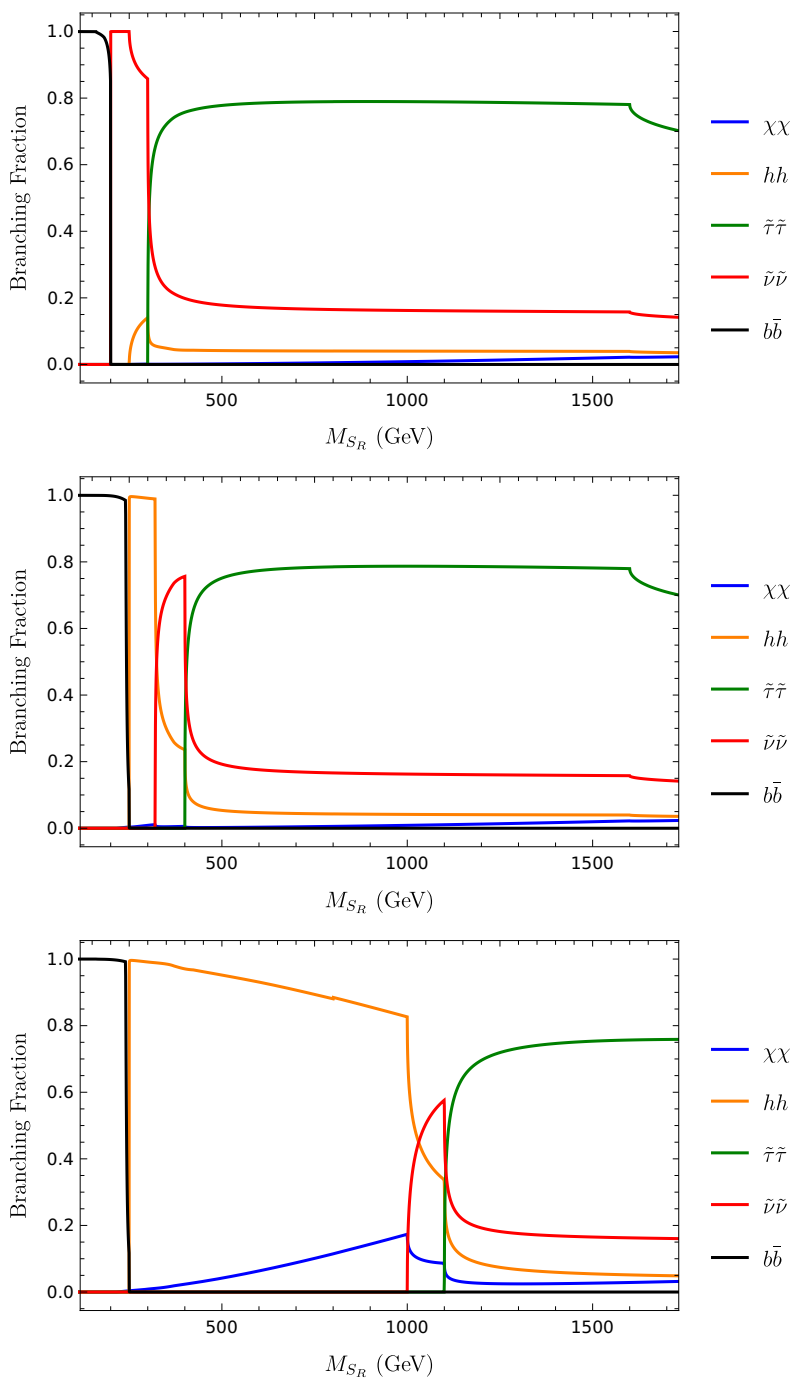 1.0
0.8
0.6
0.4
0.2
0.0
Branching Fraction
500 1000 1500
M_{S_R} (GeV)
χχ
hh
τ̃τ̃
ν̃ν̃
bb̄
1.0
0.8
0.6
0.4
0.2
0.0
Branching Fraction
500 1000 1500
M_{S_R} (GeV)
χχ
hh
τ̃τ̃
ν̃ν̃
bb̄
1.0
0.8
0.6
0.4
0.2
0.0
Branching Fraction
500 1000 1500
M_{S_R} (GeV)
χχ
hh
τ̃τ̃
ν̃ν̃
bb̄